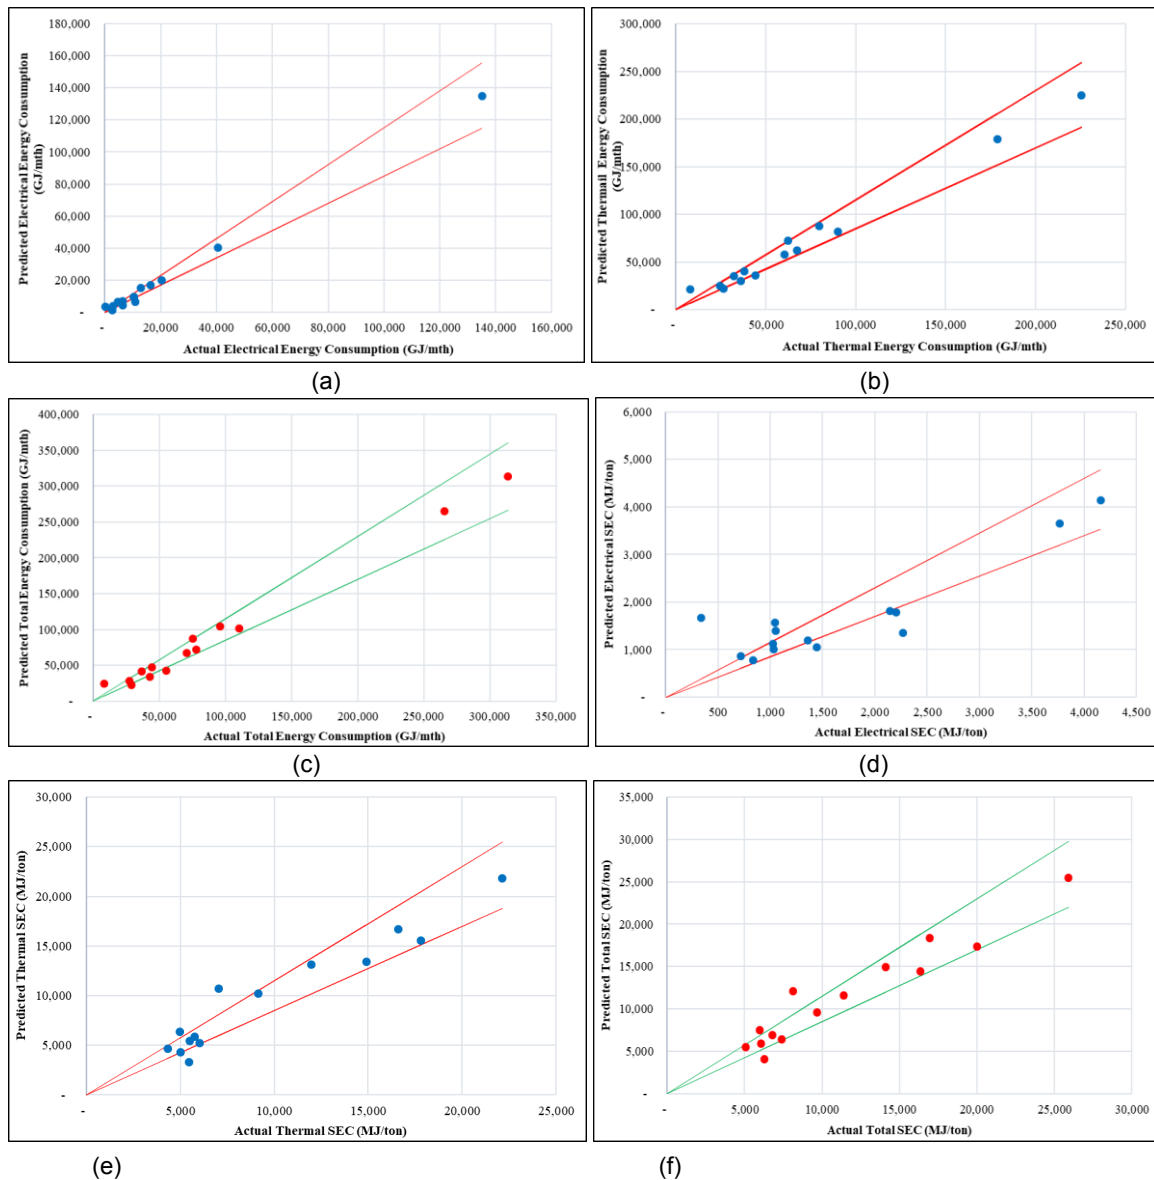 180,000
160,000
140,000
120,000
100,000
80,000
60,000
40,000
20,000
-
Predicted Electrical Energy Consumption
(GJ/mth)
- 20,000 40,000 60,000 80,000 100,000 120,000 140,000 160,000
Actual Electrical Energy Consumption (GJ/mth)
(a)
300,000
250,000
200,000
150,000
100,000
50,000
-
Predicted Thermal Energy Consumption
(GJ/mth)
- 50,000 100,000 150,000 200,000 250,000
Actual Thermal Energy Consumption (GJ/mth)
(b)
400,000
350,000
300,000
250,000
200,000
150,000
100,000
50,000
-
Predicted Total Energy Consumption (GJ/mth)
- 50,000 100,000 150,000 200,000 250,000 300,000 350,000
Actual Total Energy Consumption (GJ/mth)
(c)
6,000
5,000
4,000
3,000
2,000
1,000
-
Predicted Electrical SEC (MJ/ton)
- 500 1,000 1,500 2,000 2,500 3,000 3,500 4,000 4,500
Actual Electrical SEC (MJ/ton)
(d)
30,000
25,000
20,000
15,000
10,000
5,000
-
Predicted Thermal SEC (MJ/ton)
- 5,000 10,000 15,000 20,000 25,000
Actual Thermal SEC (MJ/ton)
(e)
35,000
30,000
25,000
20,000
15,000
10,000
5,000
-
Predicted Total SEC (MJ/ton)
- 5,000 10,000 15,000 20,000 25,000 30,000
Actual Total SEC (MJ/ton)
(f)